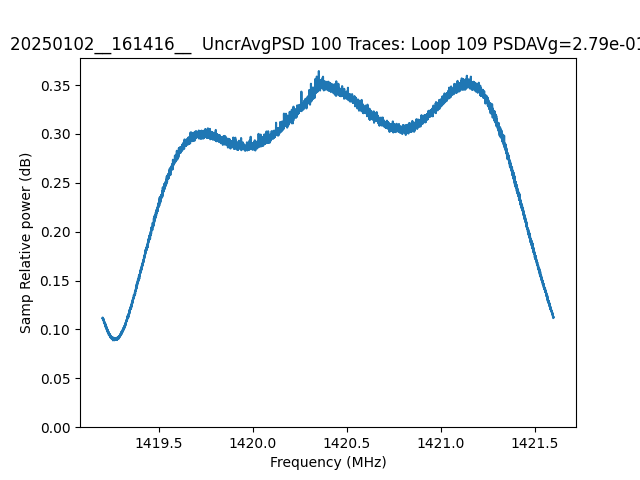 20250102__161416__  UncrAvgPSD 100 Traces: Loop 109 PSDAVg=2.79e-01
0.35
0.30
0.25
0.20
0.15
0.10
0.05
0.00
Samp Relative power (dB)
1419.5 1420.0 1420.5 1421.0 1421.5
Frequency (MHz)